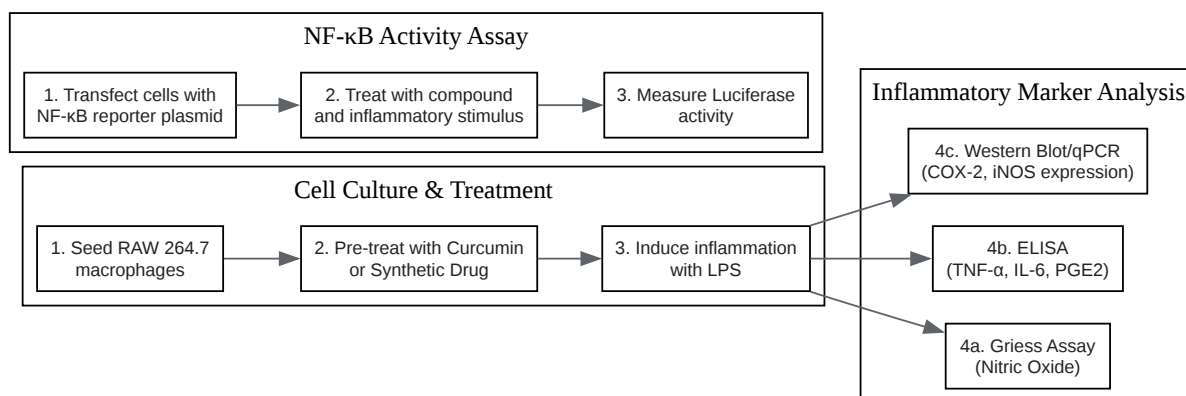 NF-κB Activity Assay
1. Transfect cells with
NF-κB reporter plasmid
2. Treat with compound
and inflammatory stimulus
3. Measure Luciferase
activity
Cell Culture & Treatment
1. Seed RAW 264.7
macrophages
2. Pre-treat with Curcumin
or Synthetic Drug
3. Induce inflammation
with LPS
Inflammatory Marker Analysis
4c. Western Blot/qPCR
(COX-2, iNOS expression)
4b. ELISA
(TNF-α, IL-6, PGE2)
4a. Griess Assay
(Nitric Oxide)